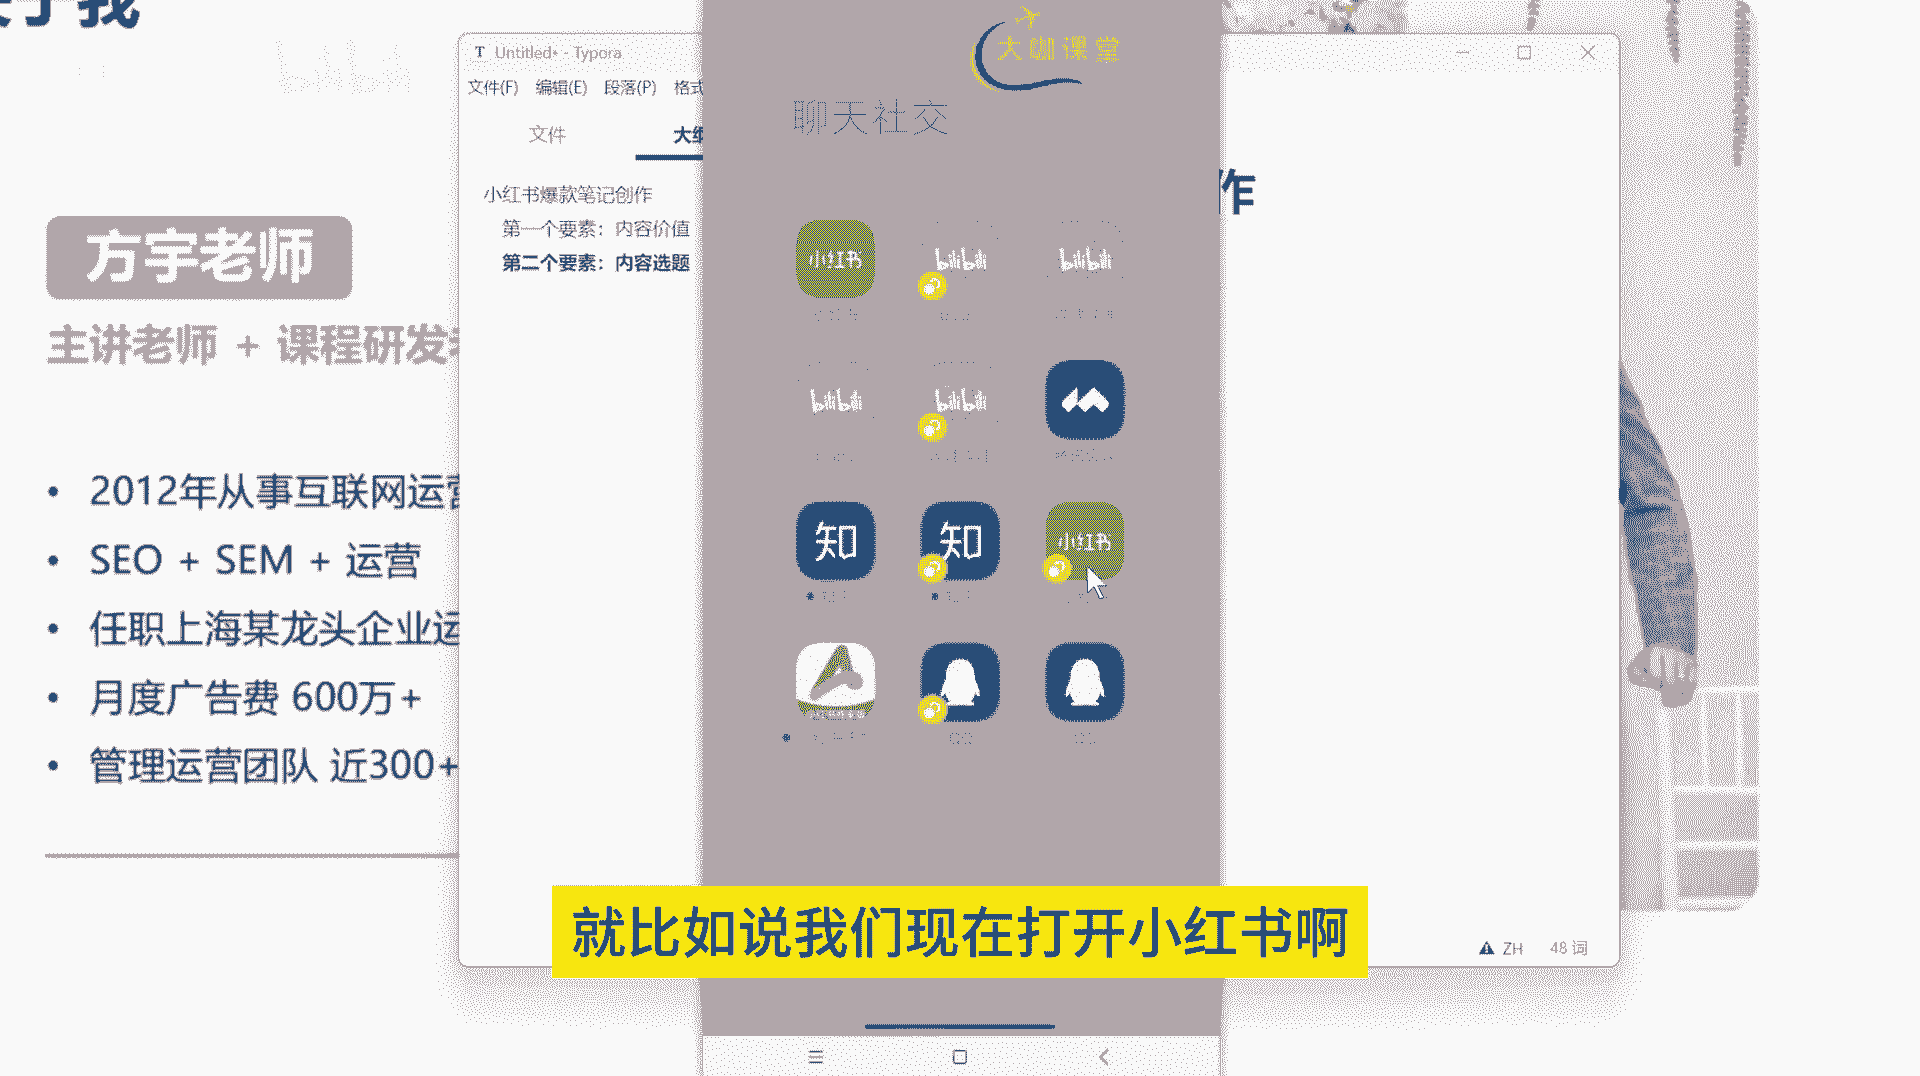 于我
方宇老师
主讲老师 + 课程研发
2012年从事互联网运营
SEO + SEM + 运营
任职上海某龙头企业运
月度广告费 600万+
管理运营团队 近300+
Untitled• - Typora
文件(F) 编辑(E) 段落(P) 格式
文件 大纲
小红书爆款笔记创作
第一个要素：内容价值
第二个要素：内容选题
作
大咖课堂
聊天社交
小红书 bilibili bilibili
bilibili bilibili
知 知 小红书
QQ QQ
就比如说我们现在打开小红书啊
ZH 48 词